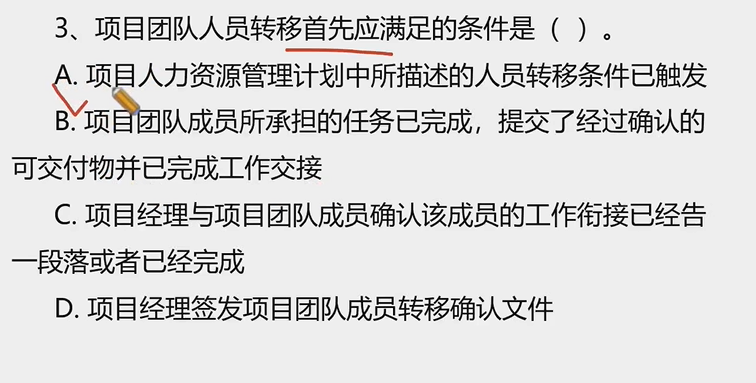 3、项目团队人员转移首先应满足的条件是（  ）。
A. 项目人力资源管理计划中所描述的人员转移条件已触发
B. 项目团队成员所承担的任务已完成，提交了经过确认的
可交付物并已完成工作交接
C. 项目经理与项目团队成员确认该成员的工作衔接已经告
一段落或者已经完成
D. 项目经理签发项目团队成员转移确认文件